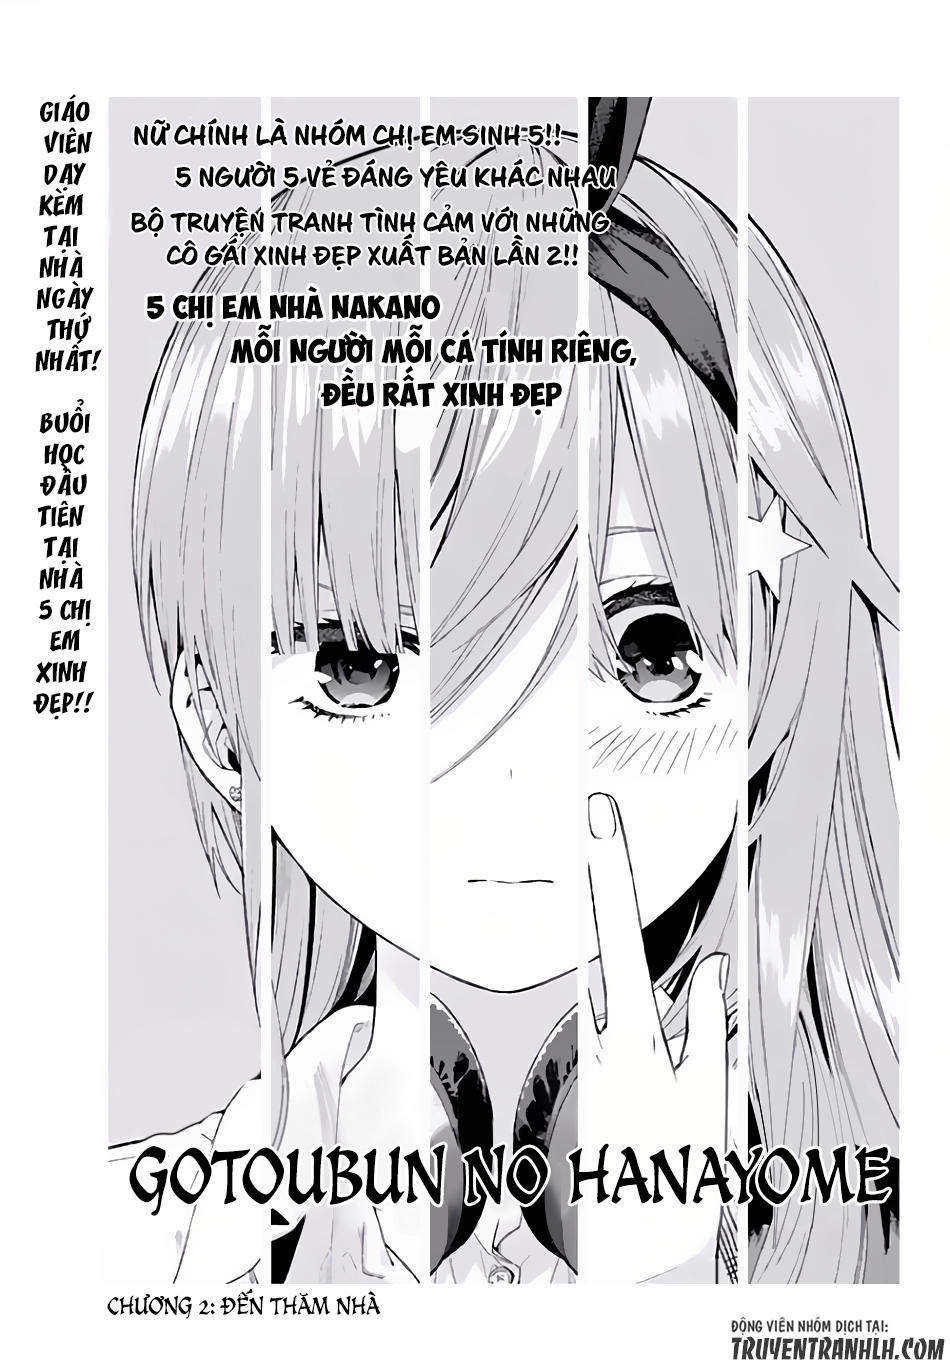 GIÁO
VIÊN
DẠY
KÈM
TẠI
NHÀ
NGÀY
THỨ
NHẤT!
BUỔI
HỌC
ĐẦU
TIÊN
TẠI
NHÀ
5 CHỊ
EM
XINH
ĐẸP!!
NỮ CHÍNH LÀ NHÓM CHỊ EM SINH 5!!
5 NGƯỜI 5 VẺ ĐÁNG YÊU KHÁC NHAU
BỘ TRUYỆN TRANH TÌNH CẢM VỚI NHỮNG
CÔ GÁI XINH ĐẸP XUẤT BẢN LẦN 2!!
5 CHỊ EM NHÀ NAKANO
MỖI NGƯỜI MỖI CÁ TÍNH RIÊNG,
ĐỀU RẤT XINH ĐẸP
GOTOUBUN NO HANAYOME
CHƯƠNG 2: ĐẾN THĂM NHÀ
ĐỘNG VIÊN NHÓM DỊCH TẠI:
TRUYENTRANHLH.COM